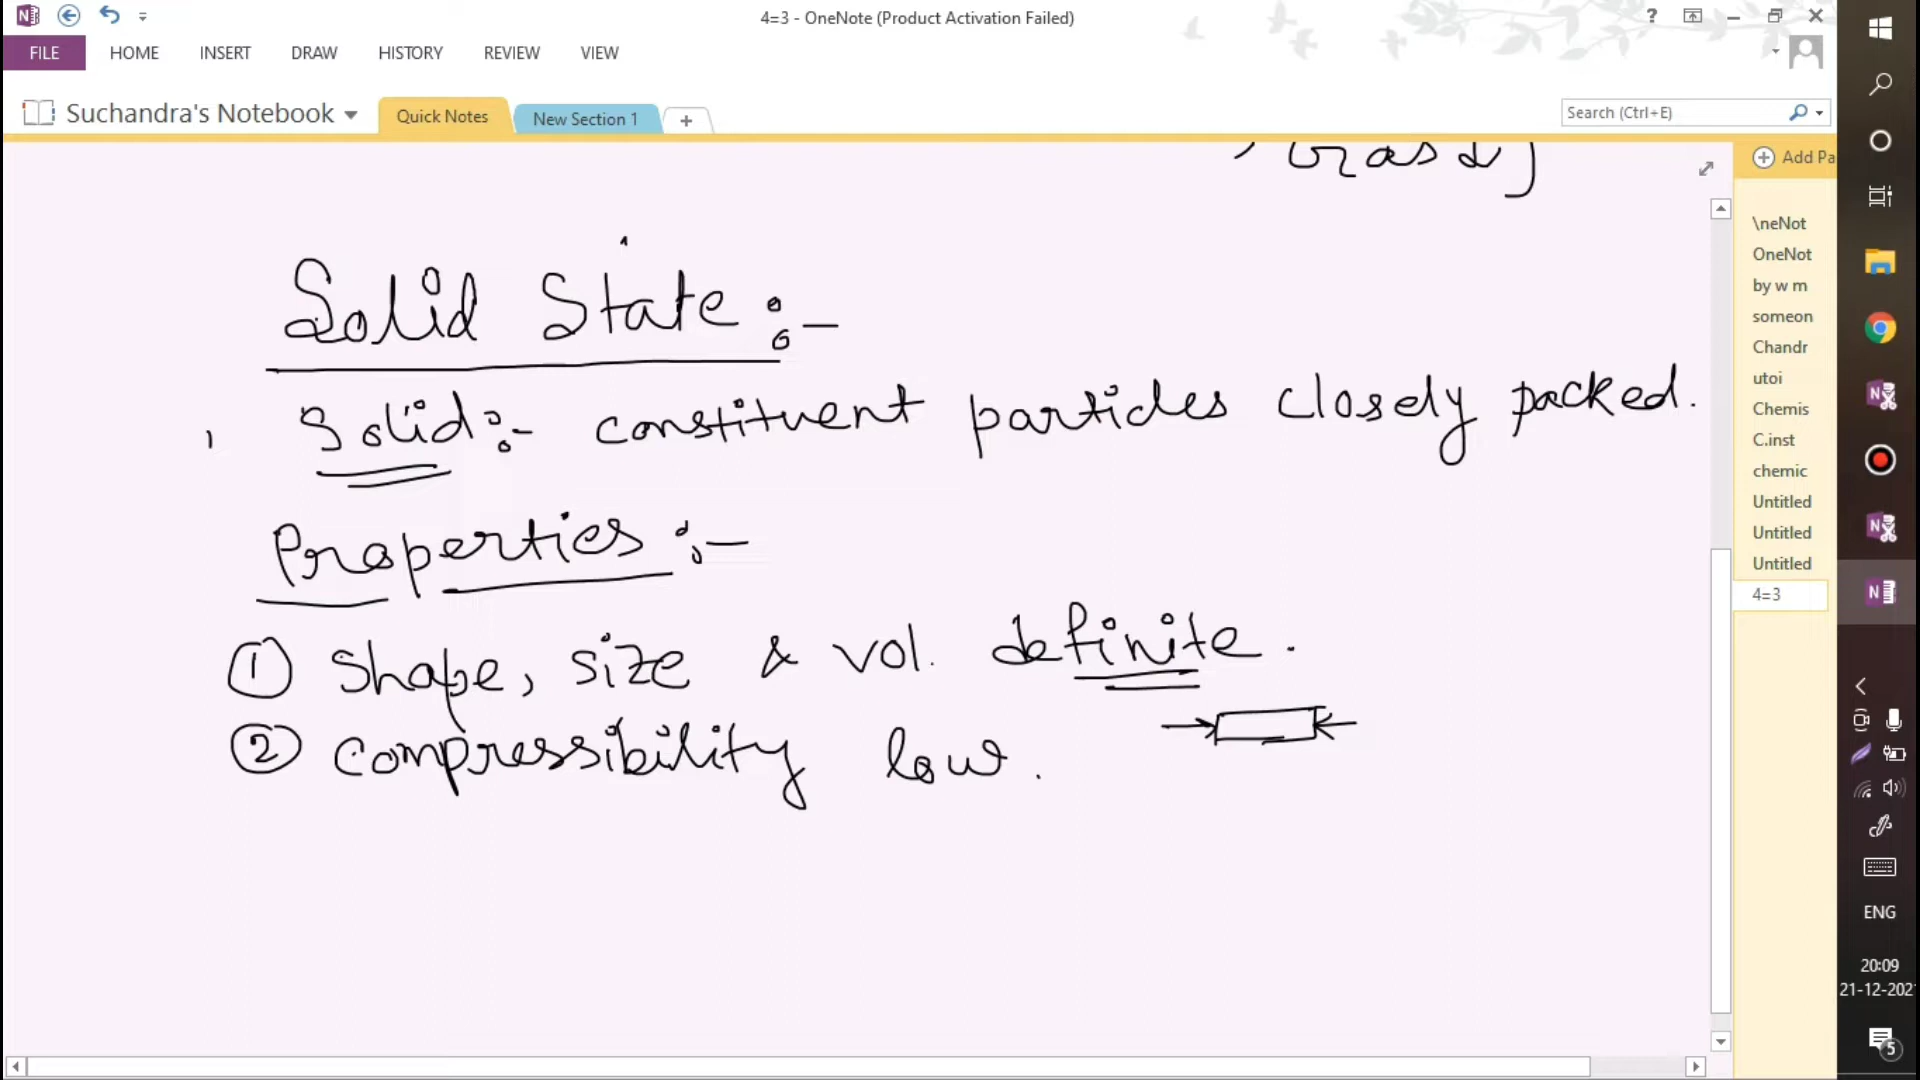 4=3 - OneNote (Product Activation Failed)
?
FILE HOME INSERT DRAW HISTORY REVIEW VIEW
Suchandra's Notebook Quick Notes New Section 1 +
Search (Ctrl+E)
Add Pa
Solid State :-
Solid :- constituent particles closely packed.
Properties :-
① Shape, size & vol. definite.
② compressibility low.
\neNot
OneNot
by w m
someon
Chandr
utoi
Chemis
C.inst
chemic
Untitled
Untitled
Untitled
4=3
ENG
20:09
21-12-202
5